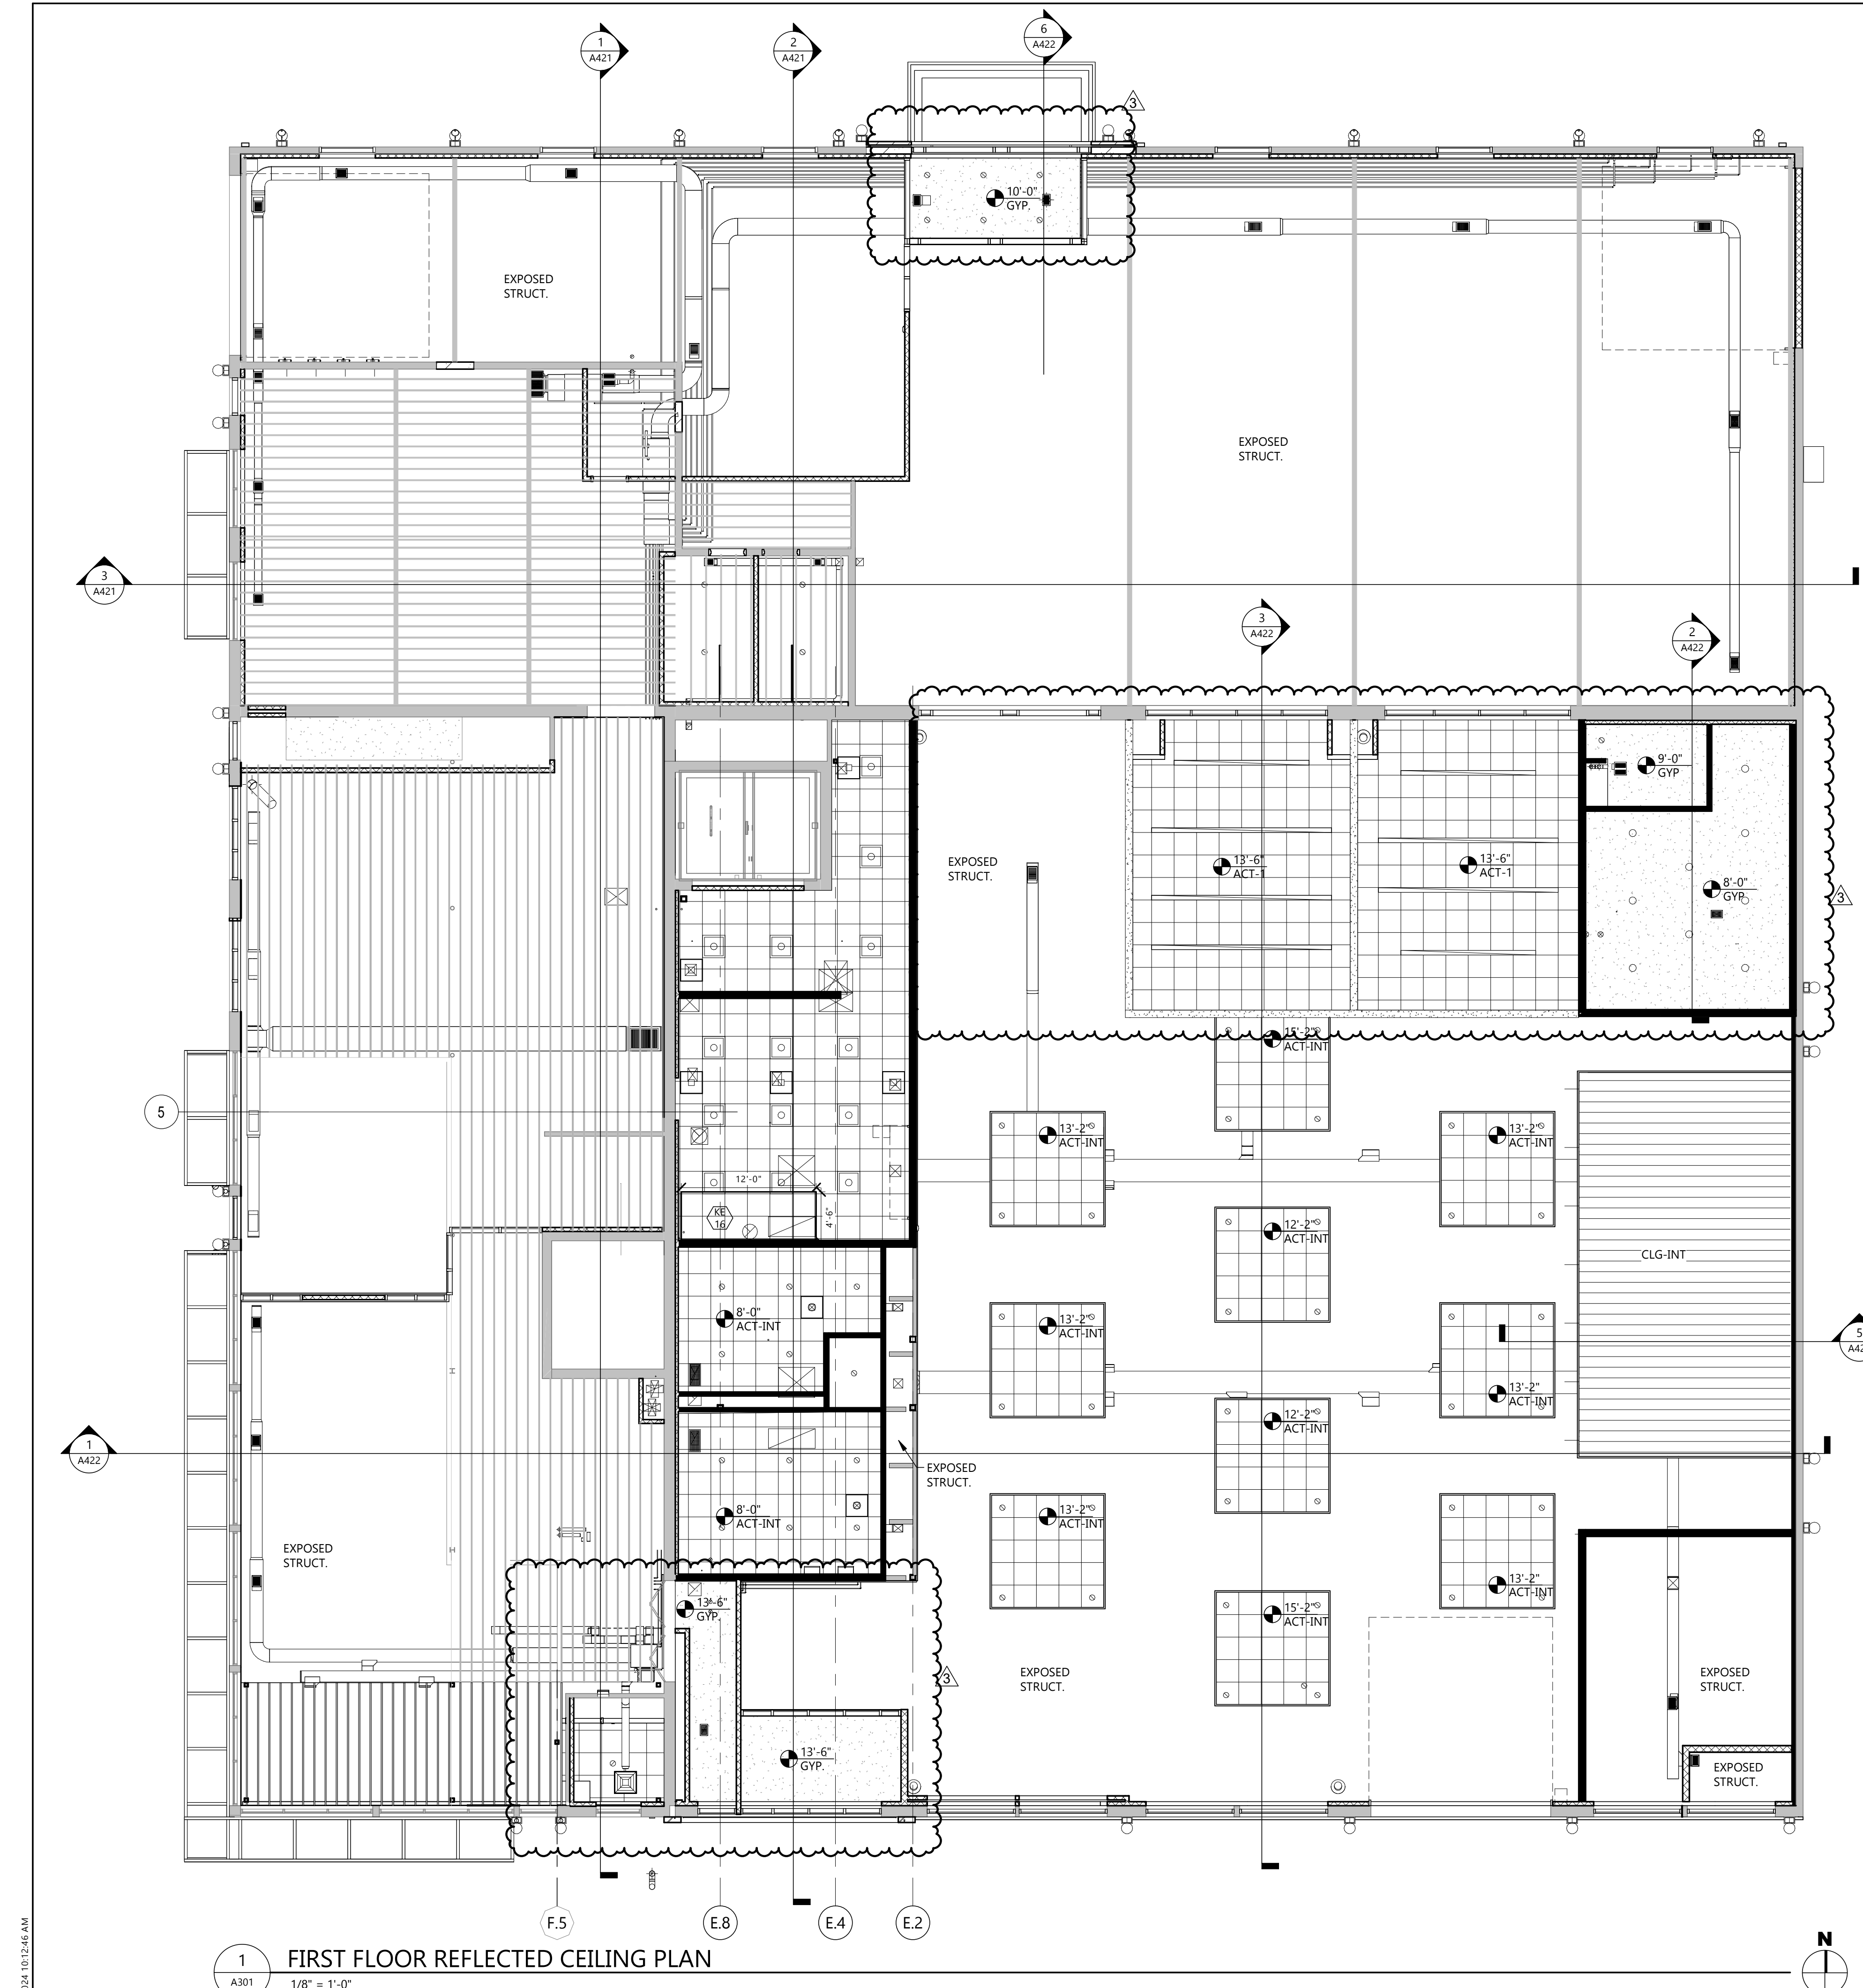 1
A421
2
A421
6
A422
3
10'-0"
GYP.
EXPOSED
STRUCT.
EXPOSED
STRUCT.
3
A421
3
A422
2
A422
9'-0"
GYP
EXPOSED
STRUCT.
13'-6"
ACT-1
13'-6"
ACT-1
8'-0"
GYP
3
15'-2"
ACT-INT
5
13'-2"
ACT-INT
13'-2"
ACT-INT
12'-0"
KE
16
4'-6"
12'-2"
ACT-INT
CLG-INT
8'-0"
ACT-INT
13'-2"
ACT-INT
5
13'-2"
ACT-INT
12'-2"
ACT-INT
1
A422
EXPOSED
STRUCT.
8'-0"
ACT-INT
13'-2"
ACT-INT
EXPOSED
STRUCT.
13'-2"
ACT-INT
13'-6"
GYP.
15'-2"
ACT-INT
3
EXPOSED
STRUCT.
EXPOSED
STRUCT.
13'-6"
GYP.
EXPOSED
STRUCT.
F.5
E.8
E.4
E.2
10:12:46 AM
N
1
A301
FIRST FLOOR REFLECTED CEILING PLAN
1/8" = 1'-0"